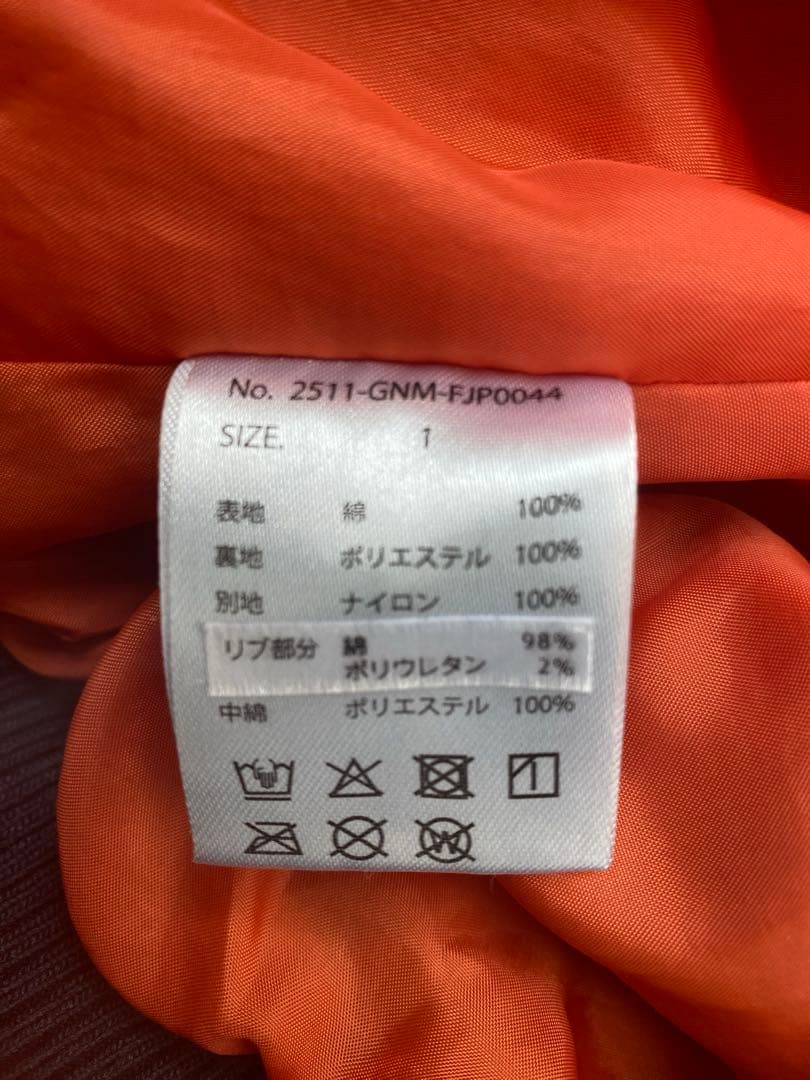 No. 2511-GNM-FJP0044
SIZE. 1
表地 綿 100%
裏地 ポリエステル 100%
別地 ナイロン 100%
リブ部分 綿 98%
ポリウレタン 2%
中綿 ポリエステル 100%
1
W